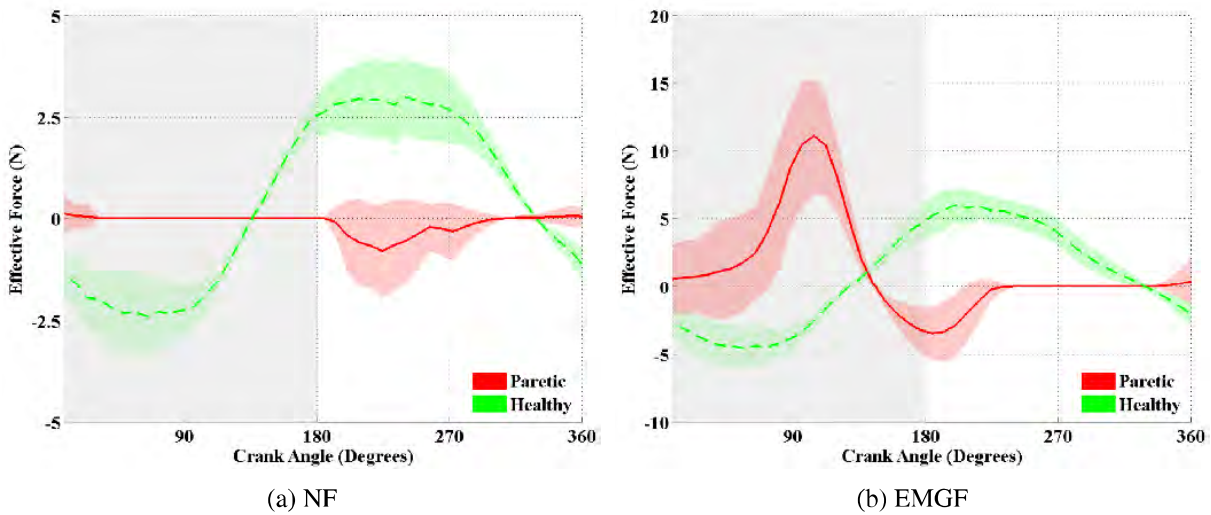 5
2.5
0
-2.5
-5
Effective Force (N)
90
180
270
360
Crank Angle (Degrees)
Paretic
Healthy
(a) NF
20
15
10
5
0
-5
-10
Effective Force (N)
90
180
270
360
Crank Angle (Degrees)
Paretic
Healthy
(b) EMGF